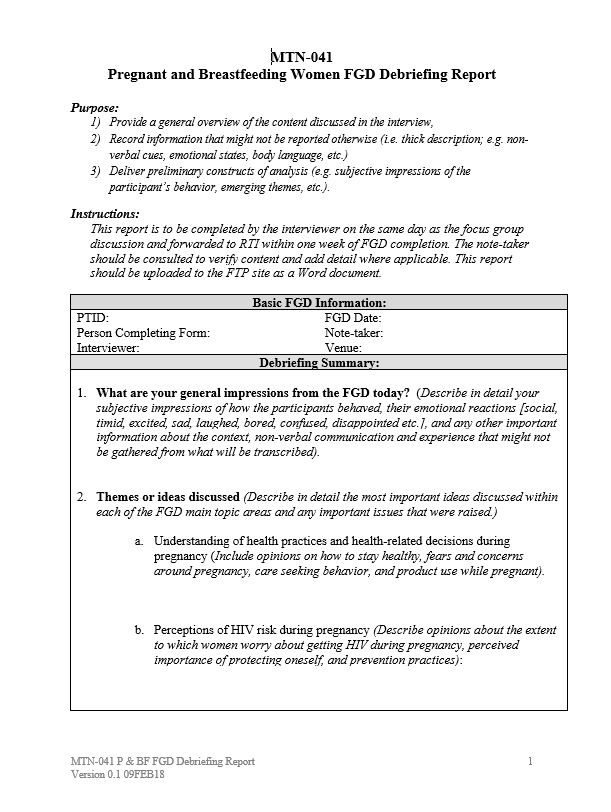 MTN-041
Pregnant and Breastfeeding Women FGD Debriefing Report
Purpose:
1) Provide a general overview of the content discussed in the interview,
2) Record information that might not be reported otherwise (i.e. thick description; e.g. non-
verbal cues, emotional states, body language, etc.)
3) Deliver preliminary constructs of analysis (e.g. subjective impressions of the
participant's behavior, emerging themes, etc.).
Instructions:
This report is to be completed by the interviewer on the same day as the focus group
discussion and forwarded to RTI within one week of FGD completion. The note-taker
should be consulted to verify content and add detail where applicable. This report
should be uploaded to the FTP site as a Word document.
Basic FGD Information:
PTID: FGD Date:
Person Completing Form: Note-taker:
Interviewer: Venue:
Debriefing Summary:
1. What are your general impressions from the FGD today? (Describe in detail your
subjective impressions of how the participants behaved, their emotional reactions [social,
timid, excited, sad, laughed, bored, confused, disappointed etc.], and any other important
information about the context, non-verbal communication and experience that might not
be gathered from what will be transcribed).
2. Themes or ideas discussed (Describe in detail the most important ideas discussed within
each of the FGD main topic areas and any important issues that were raised.)
a. Understanding of health practices and health-related decisions during
pregnancy (Include opinions on how to stay healthy, fears and concerns
around pregnancy, care seeking behavior, and product use while pregnant).
b. Perceptions of HIV risk during pregnancy (Describe opinions about the extent
to which women worry about getting HIV during pregnancy, perceived
importance of protecting oneself, and prevention practices):
MTN-041 P & BF FGD Debriefing Report 1
Version 0.1 09FEB18